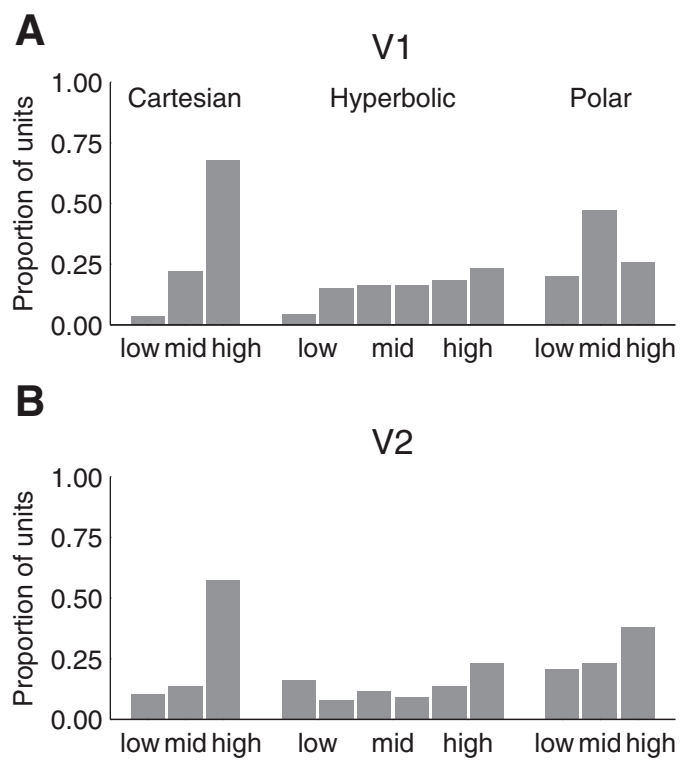 A
V1
Cartesian Hyperbolic Polar
Proportion of units
1.00
0.75
0.50
0.25
0.00
low mid high low mid high low mid high
B
V2
Proportion of units
1.00
0.75
0.50
0.25
0.00
low mid high low mid high low mid high